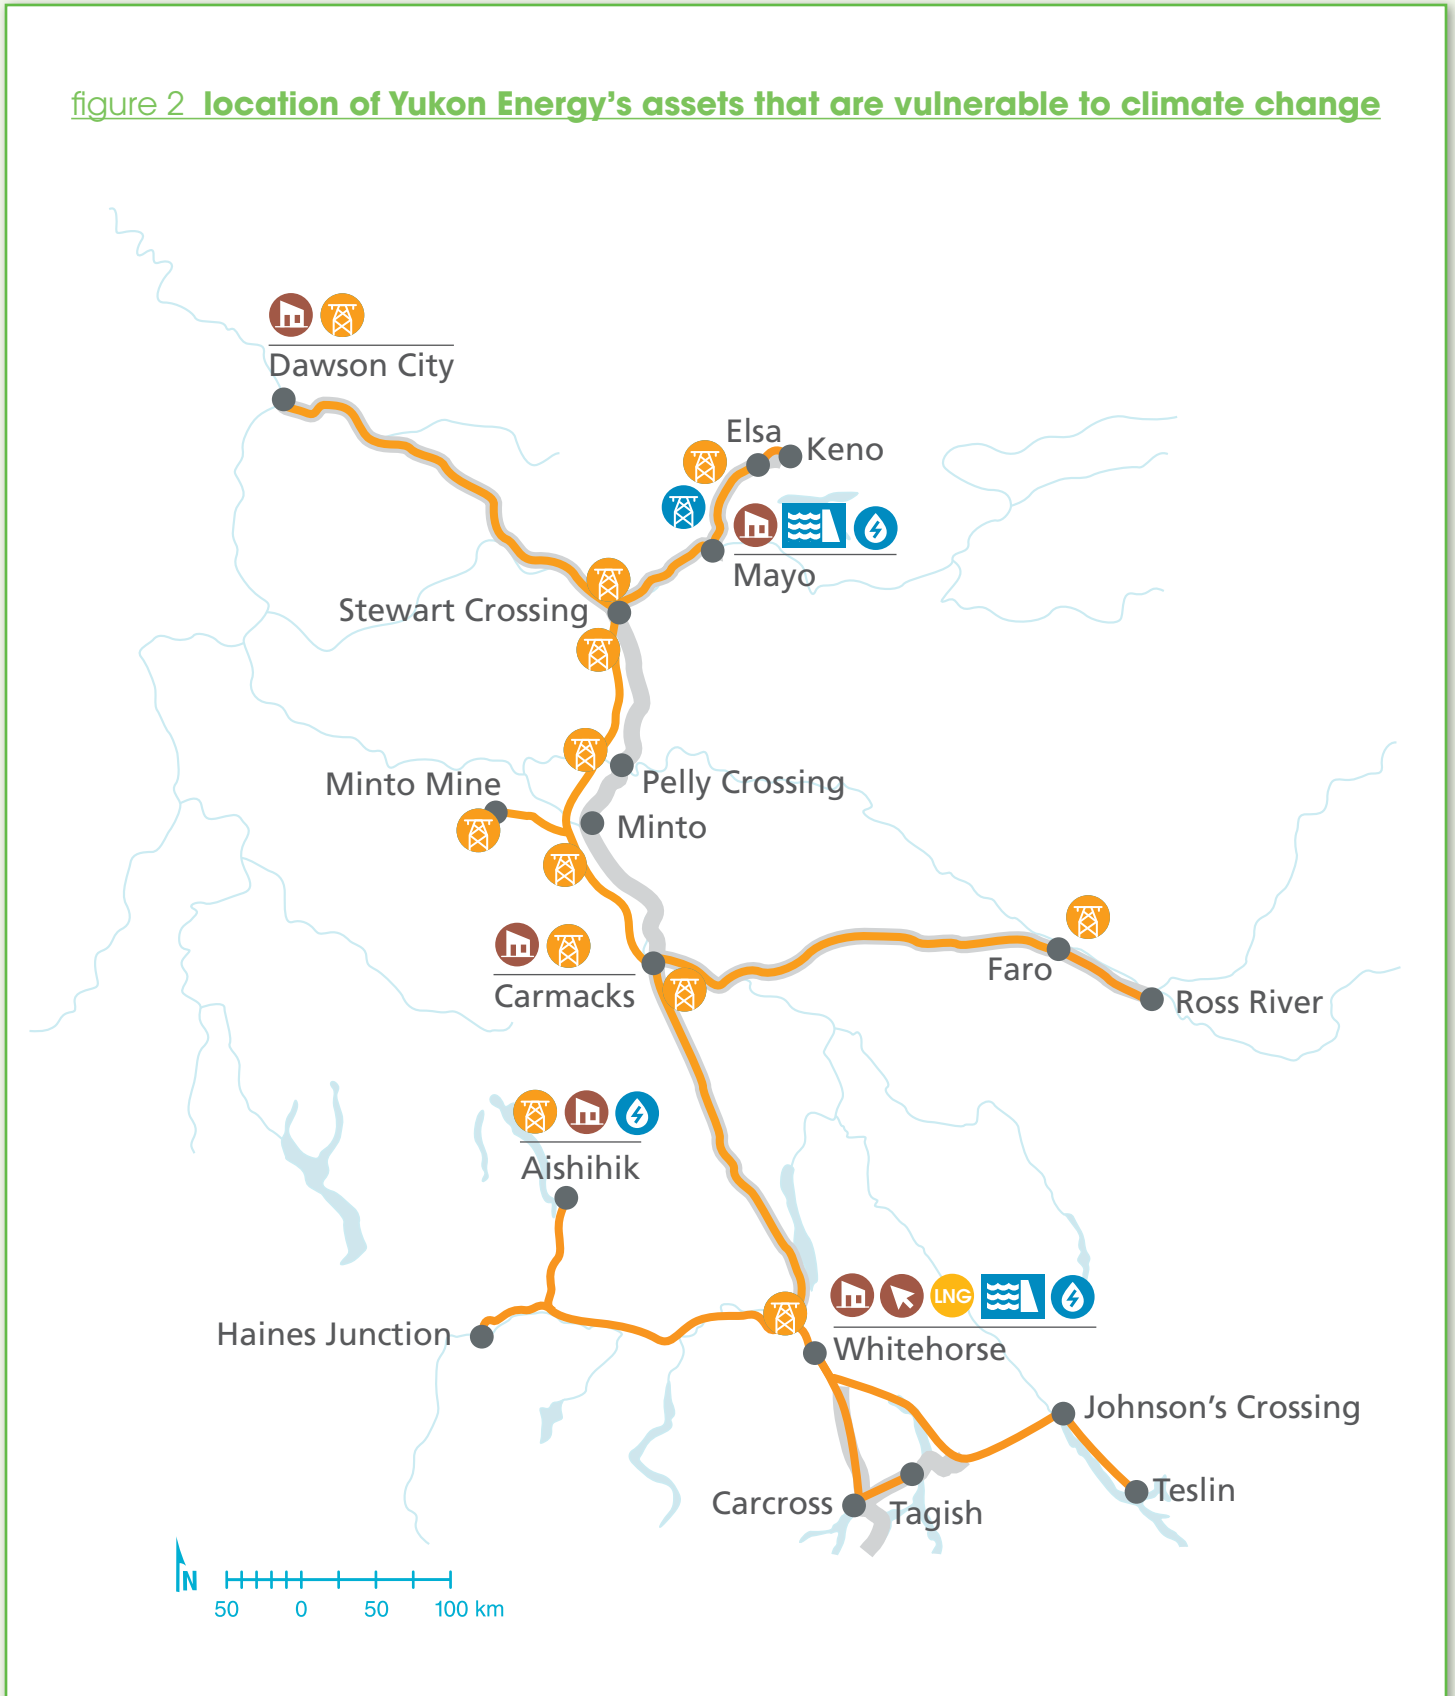 figure 2 location of Yukon Energy’s assets that are vulnerable to climate change
Dawson City
Elsa
Keno
Mayo
Stewart Crossing
Pelly Crossing
Minto Mine
Minto
Faro
Carmacks
Ross River
Aishihik
LNG
Haines Junction
Whitehorse
Johnson’s Crossing
Teslin
Carcross
Tagish
N
50 0 50 100 km